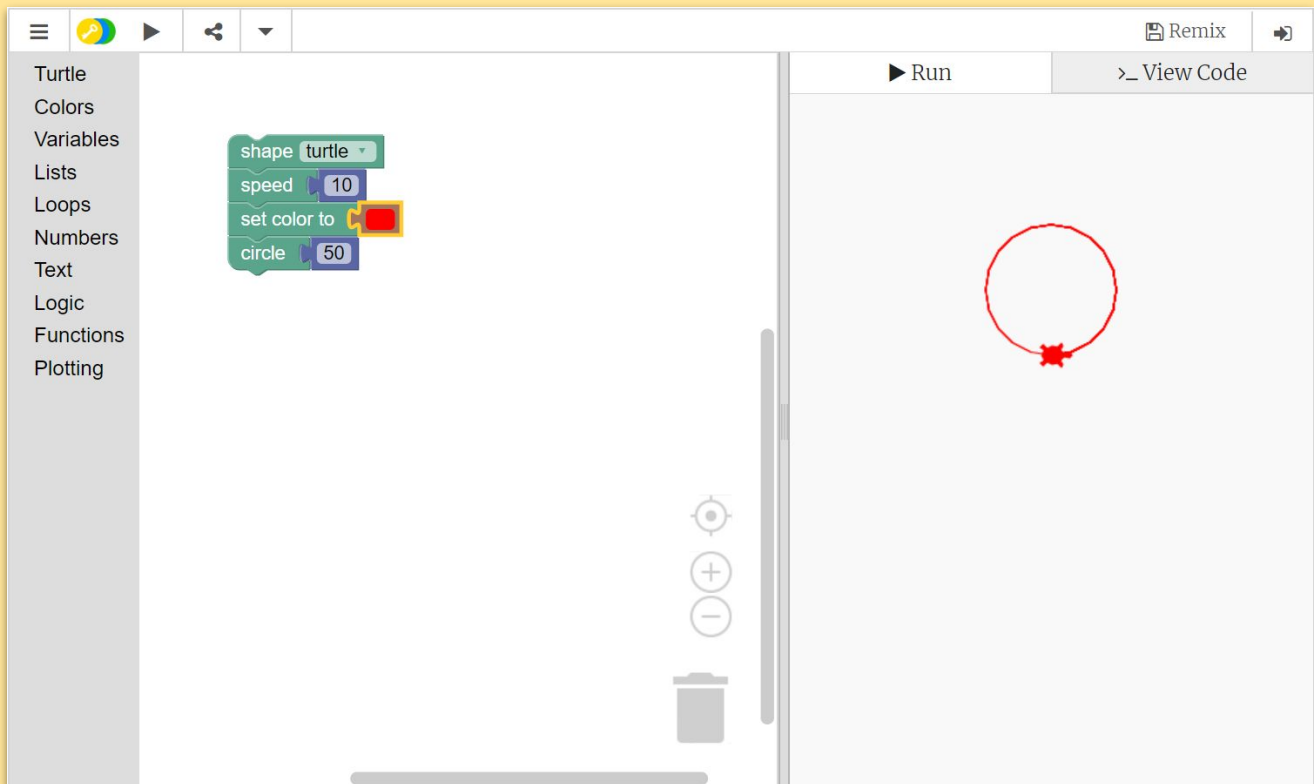 Remix
Run
>_ View Code
Turtle
Colors
Variables
Lists
Loops
Numbers
Text
Logic
Functions
Plotting
shape turtle
speed 10
set color to
circle 50